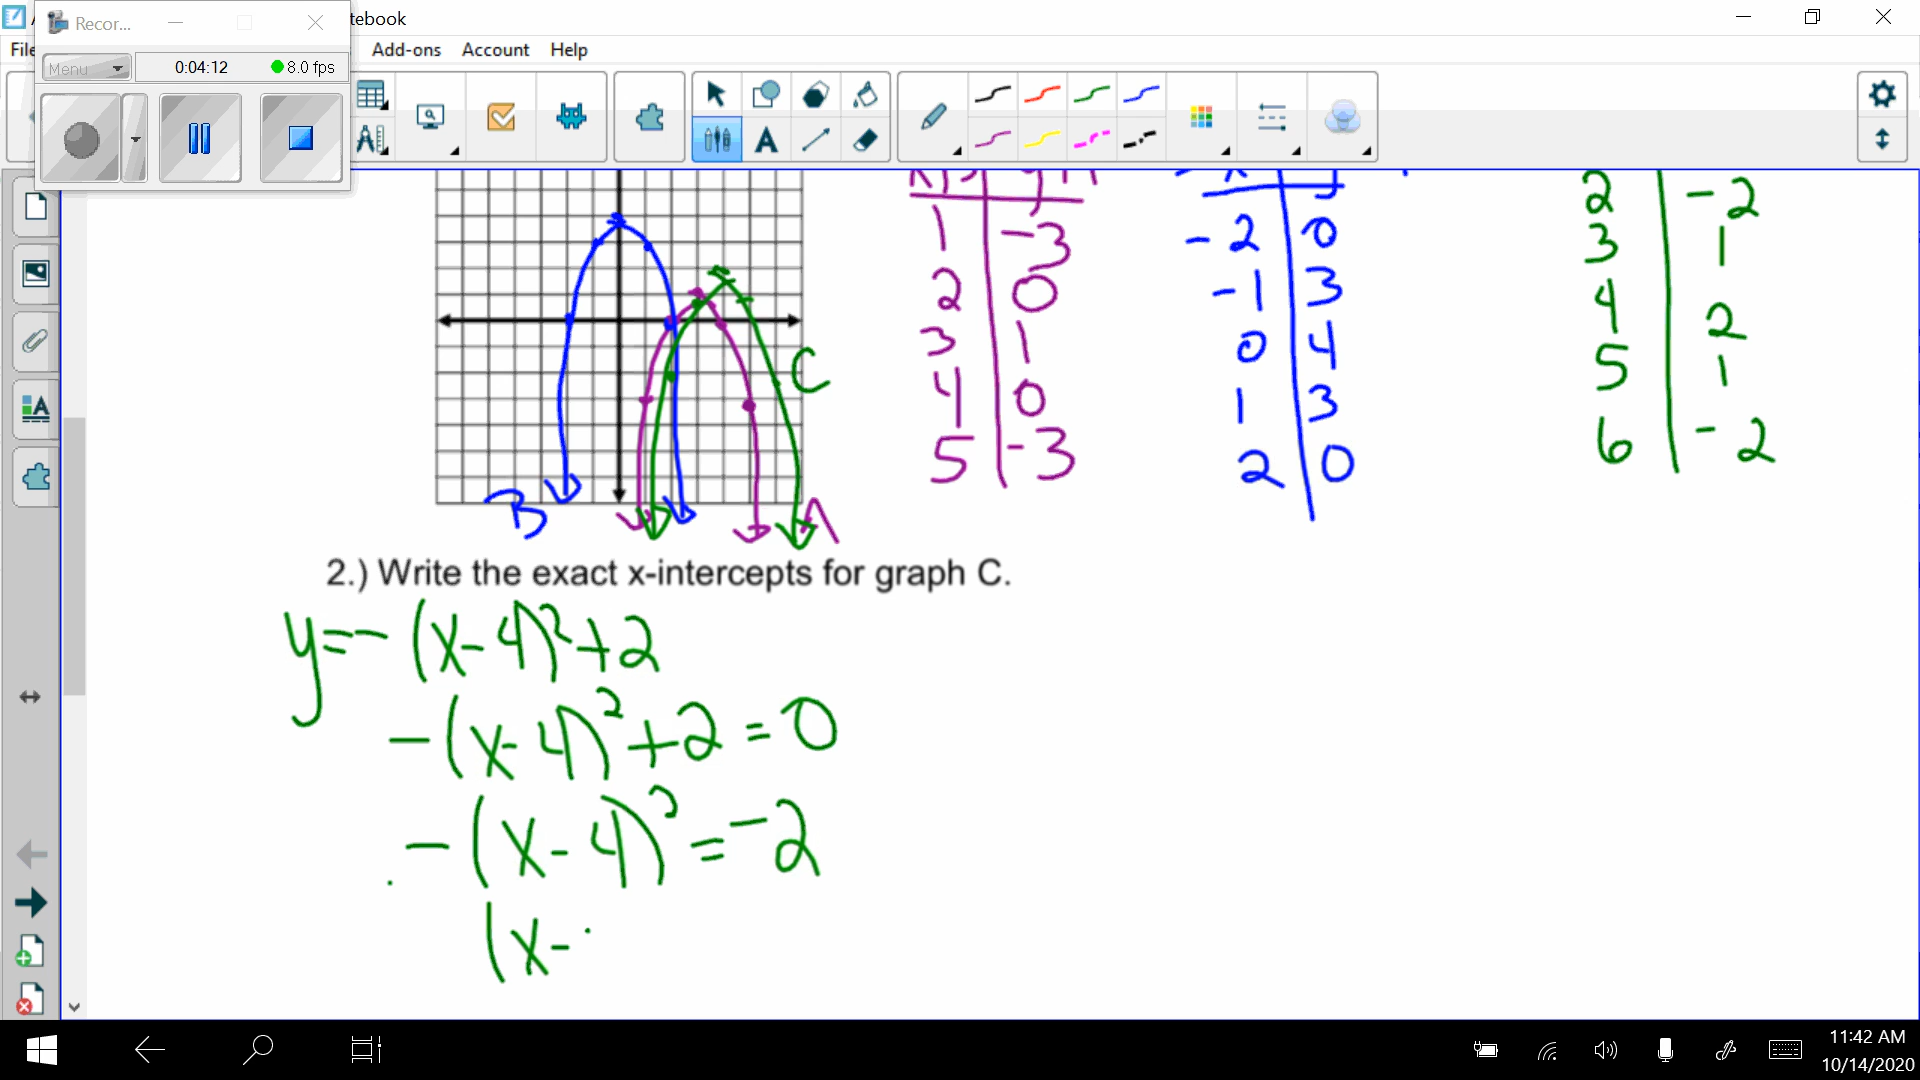 Recor...
tebook
File
Add-ons Account Help
Menu 0:04:12 8.0 fps
1 -3
2 0
3 1
4 0
5 -3
-2 0
-1 3
0 4
1 3
2 0
2 -2
3 1
4 2
5 1
6 -2
C
B
A
2.) Write the exact x-intercepts for graph C.
y=-(x-4)²+2
-(x-4)²+2=0
-(x-4)²=-2
(x-
11:42 AM
10/14/2020